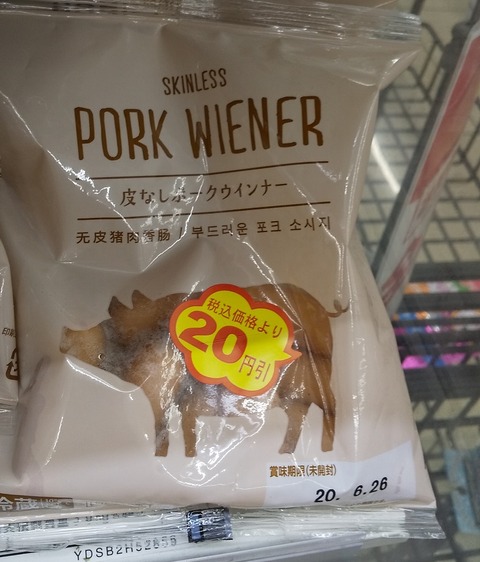 SKINLESS
PORK WIENER
皮なしポークウインナー
无皮猪肉香肠 | 부드러운 포크 소시지
税込価格より
20円引
賞味期限(未開封)
20. 6.26